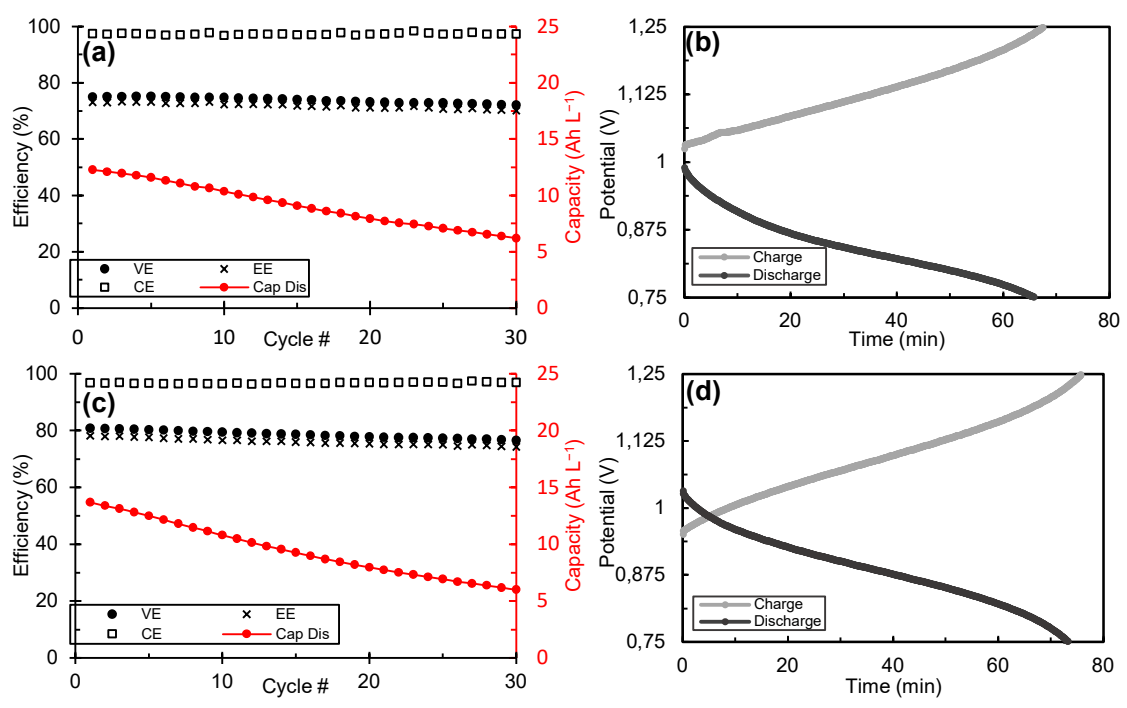 (a)
100
80
60
40
20
0
Efficiency (%)
25
20
15
10
5
0
Capacity (Ah L⁻¹)
VE EE
CE Cap Dis
0 10 20 30
Cycle #
(b)
1,25
1,125
1
0,875
0,75
Potential (V)
Charge
Discharge
0 20 40 60 80
Time (min)
(c)
100
80
60
40
20
0
Efficiency (%)
25
20
15
10
5
0
Capacity (Ah L⁻¹)
VE EE
CE Cap Dis
0 10 20 30
Cycle #
(d)
1,25
1,125
1
0,875
0,75
Potential (V)
Charge
Discharge
0 20 40 60 80
Time (min)